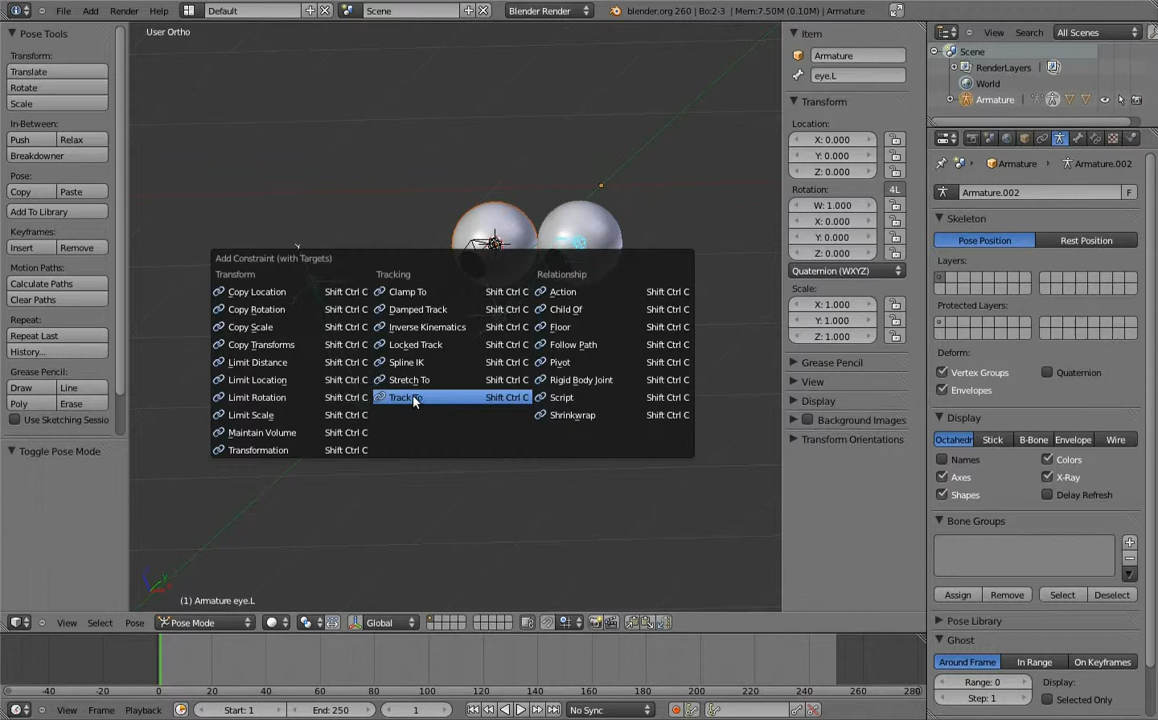 File Add Render Help Default Scene Blender Render blender.org 260 | Bo:2-3 | Mem:7.50M (0.10M) | Armature
Pose Tools
Transform:
Translate
Rotate
Scale
In-Between:
Push Relax
Breakdowner
Pose:
Copy Paste
Add To Library
Keyframes:
Insert Remove
Motion Paths:
Calculate Paths
Clear Paths
Repeat:
Repeat Last
History...
Grease Pencil:
Draw Line
Poly Erase
Use Sketching Sessio
Toggle Pose Mode
User Ortho
Add Constraint (with Targets)
Transform
Copy Location Shift Ctrl C
Copy Rotation Shift Ctrl C
Copy Scale Shift Ctrl C
Copy Transforms Shift Ctrl C
Limit Distance Shift Ctrl C
Limit Location Shift Ctrl C
Limit Rotation Shift Ctrl C
Limit Scale Shift Ctrl C
Maintain Volume Shift Ctrl C
Transformation Shift Ctrl C
Tracking
Clamp To Shift Ctrl C
Damped Track Shift Ctrl C
Inverse Kinematics Shift Ctrl C
Locked Track Shift Ctrl C
Spline IK Shift Ctrl C
Stretch To Shift Ctrl C
Track To Shift Ctrl C
Relationship
Action Shift Ctrl C
Child Of Shift Ctrl C
Floor Shift Ctrl C
Follow Path Shift Ctrl C
Pivot Shift Ctrl C
Rigid Body Joint Shift Ctrl C
Script Shift Ctrl C
Shrinkwrap Shift Ctrl C
y
x
(1) Armature eye.L
View Select Pose Pose Mode Global
Item
Armature
eye.L
Transform
Location:
X: 0.000
Y: 0.000
Z: 0.000
Rotation:
4L
W: 1.000
X: 0.000
Y: 0.000
Z: 0.000
Quaternion (WXYZ)
Scale:
X: 1.000
Y: 1.000
Z: 1.000
Grease Pencil
View
Display
Background Images
Transform Orientations
View Search All Scenes
Scene
RenderLayers
World
Armature
Armature Armature.002
Armature.002 F
Skeleton
Pose Position Rest Position
Layers:
Protected Layers:
Deform:
Vertex Groups Quaternion
Envelopes
Display
Octahedr Stick B-Bone Envelope Wire
Names Colors
Axes X-Ray
Shapes Delay Refresh
Bone Groups
Assign Remove Select Deselect
Pose Library
Ghost
Around Frame In Range On Keyframes
Range: 0 Display:
Step: 1 Selected Only
-40 -20 0 20 40 60 80 100 120 140 160 180 200 220 240 260 280
View Frame Playback Start: 1 End: 250 1 No Sync